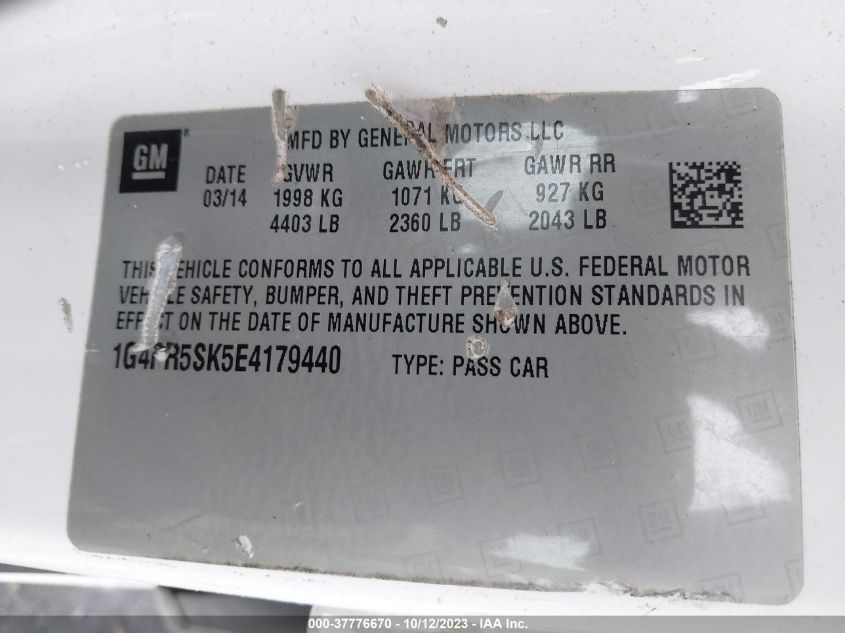 GM ® MFD BY GENERAL MOTORS LLC
DATE GVWR GAWR FRT GAWR RR
03/14 1998 KG 1071 KG 927 KG
4403 LB 2360 LB 2043 LB
THIS VEHICLE CONFORMS TO ALL APPLICABLE U.S. FEDERAL MOTOR
VEHICLE SAFETY, BUMPER, AND THEFT PREVENTION STANDARDS IN
EFFECT ON THE DATE OF MANUFACTURE SHOWN ABOVE.
1G4PR5SK5E4179440 TYPE: PASS CAR
GM
GM
GM
000-37776670 - 10/12/2023 - IAA Inc.